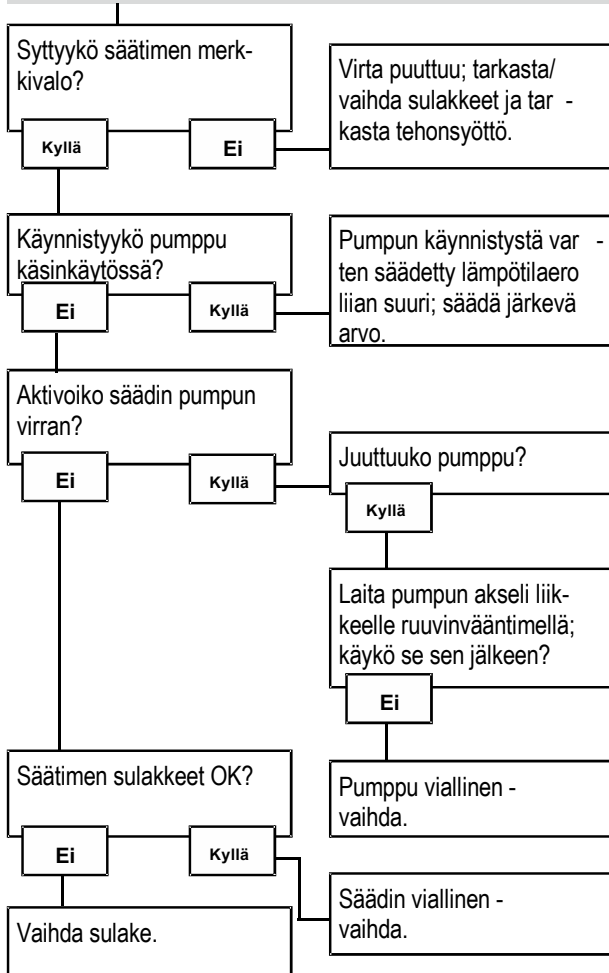 Syttyykö säätimen merk-
kivalo?
Kyllä
Ei
Virta puuttuu; tarkasta/
vaihda sulakkeet ja tar -
kasta tehonsyöttö.
Käynnistyykö pumppu
käsinkäytössä?
Ei
Kyllä
Pumpun käynnistystä var -
ten säädetty lämpötilaero
liian suuri; säädä järkevä
arvo.
Aktivoiko säädin pumpun
virran?
Ei
Kyllä
Juuttuuko pumppu?
Kyllä
Laita pumpun akseli liik-
keelle ruuvinvääntimellä;
käykö se sen jälkeen?
Ei
Pumppu viallinen -
vaihda.
Säätimen sulakkeet OK?
Ei
Kyllä
Säädin viallinen -
vaihda.
Vaihda sulake.